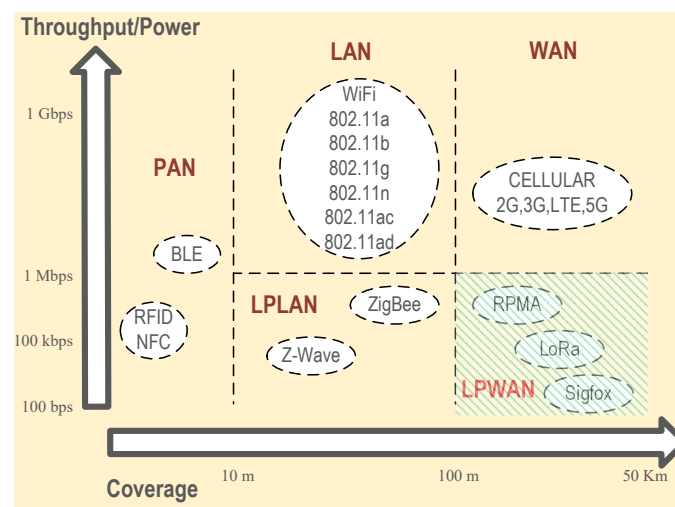 Throughput/Power
LAN
WAN
1 Gbps
WiFi
802.11a
802.11b
802.11g
802.11n
802.11ac
802.11ad
PAN
CELLULAR
2G,3G,LTE,5G
BLE
1 Mbps
LPLAN
ZigBee
RPMA
RFID
NFC
100 kbps
Z-Wave
LoRa
LPWAN
Sigfox
100 bps
10 m
100 m
50 Km
Coverage